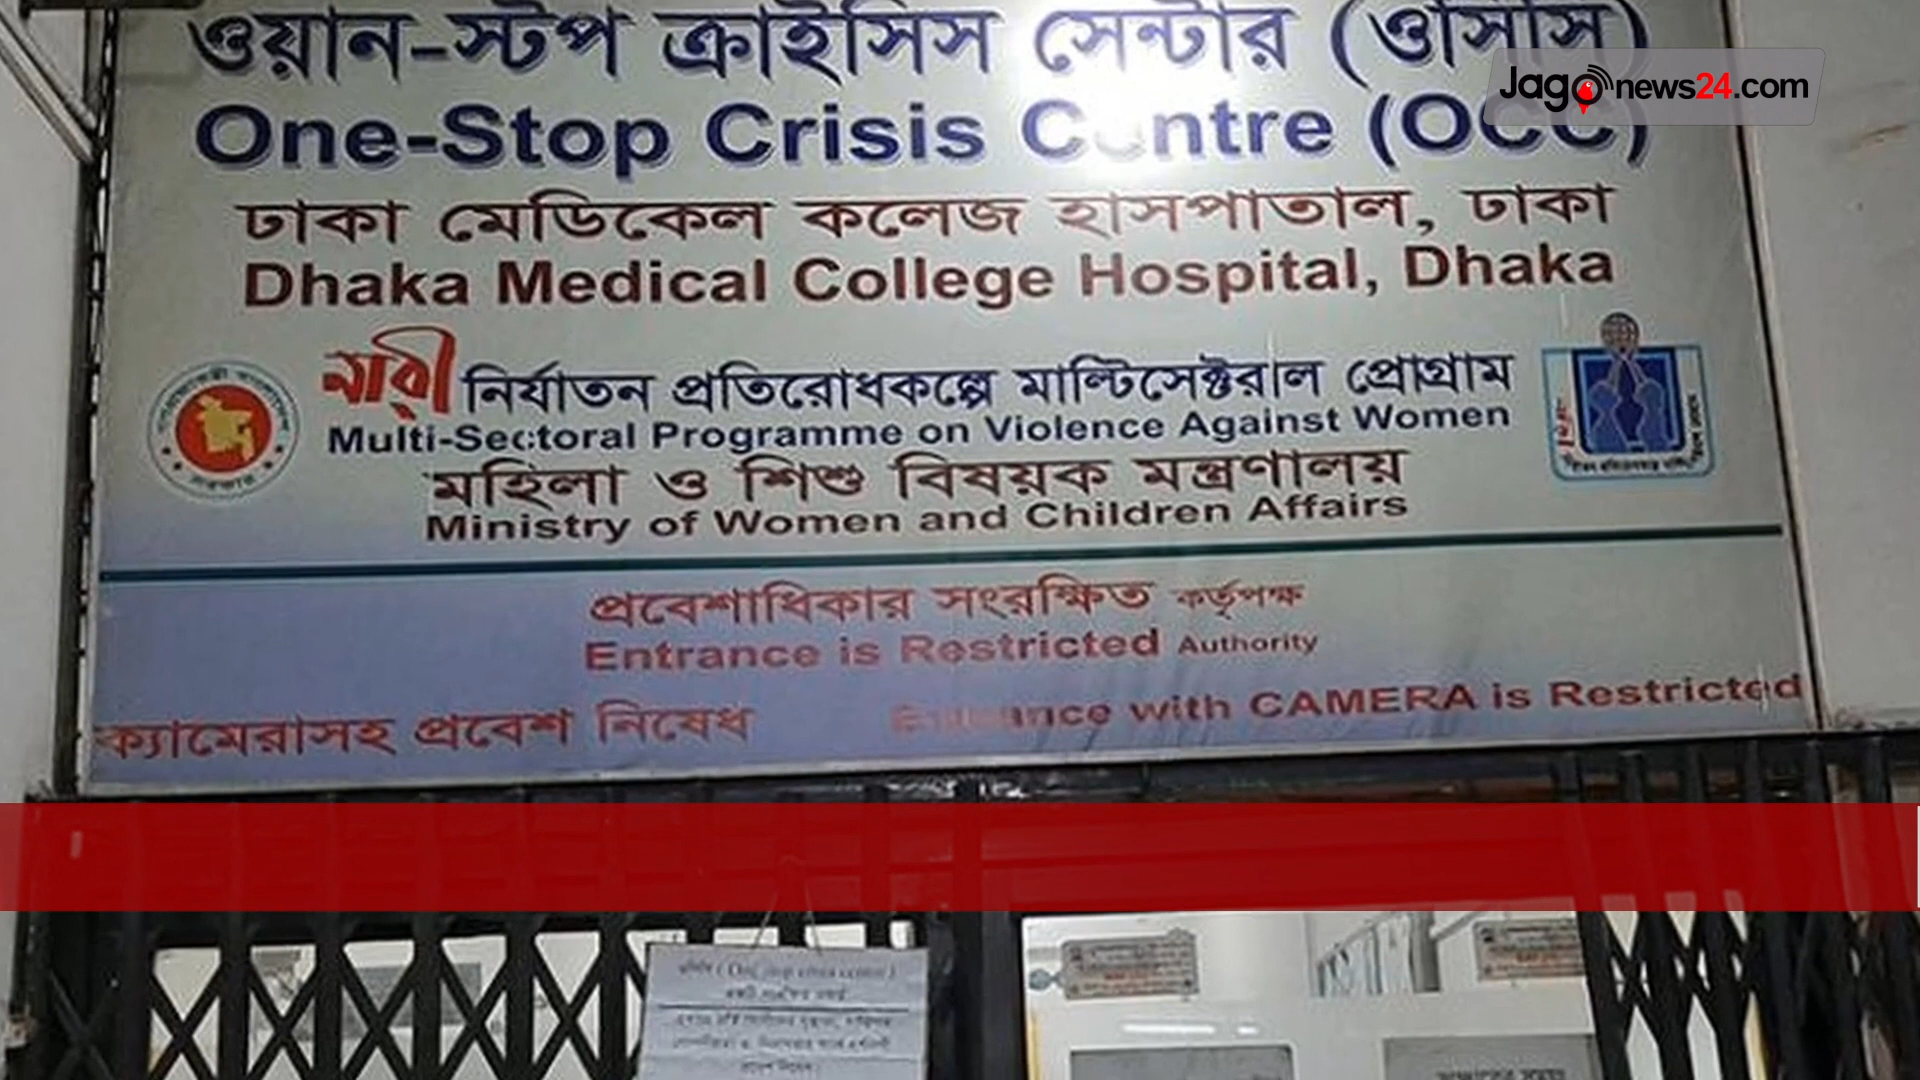 ওয়ান-স্টপ ক্রাইসিস সেন্টার (ওসিসি)
Jagonews24.com
One-Stop Crisis Centre (OCC)
ঢাকা মেডিকেল কলেজ হাসপাতাল, ঢাকা
Dhaka Medical College Hospital, Dhaka
নারী নির্যাতন প্রতিরোধকল্পে মাল্টিসেক্টরাল প্রোগ্রাম
Multi-Sectoral Programme on Violence Against Women
মহিলা ও শিশু বিষয়ক মন্ত্রণালয়
Ministry of Women and Children Affairs
প্রবেশাধিকার সংরক্ষিত কর্তৃপক্ষ
Entrance is Restricted Authority
ক্যামেরাসহ প্রবেশ নিষেধ Entrance with CAMERA is Restricted